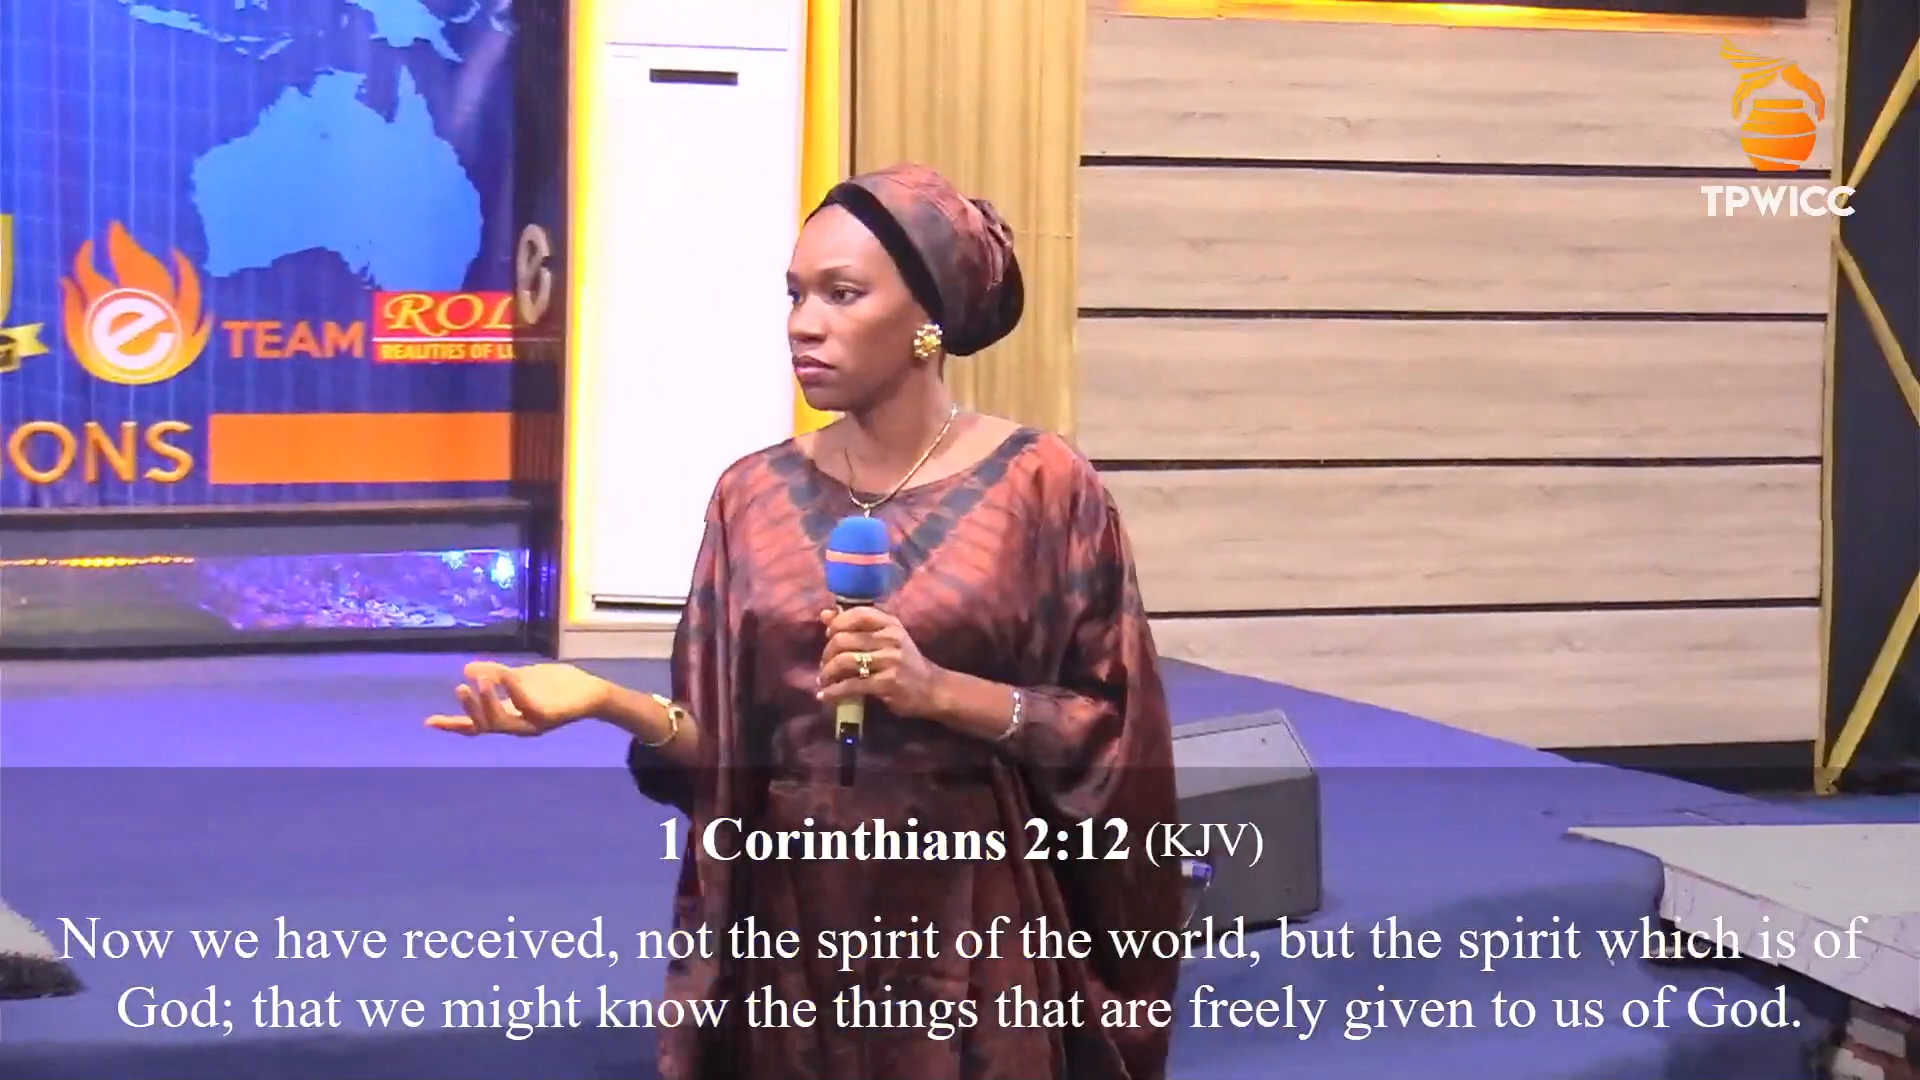 TPWICC
e
e
TEAM
ROL
REALITIES OF
IONS
1 Corinthians 2:12 (KJV)
Now we have received, not the spirit of the world, but the spirit which is of
God; that we might know the things that are freely given to us of God.